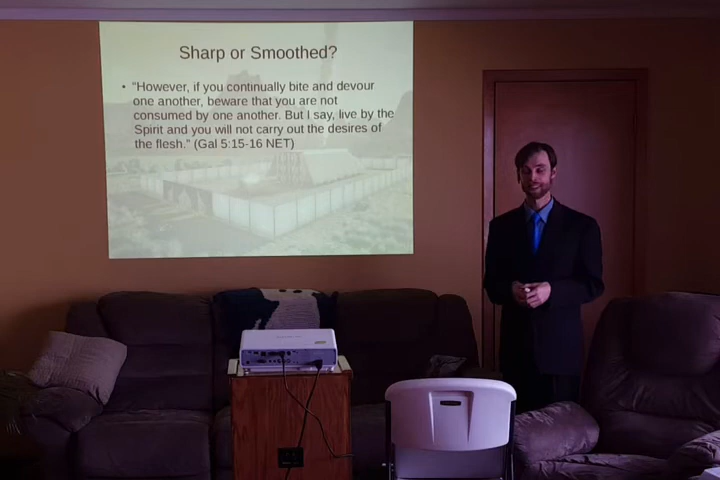 Sharp or Smoothed?
• “However, if you continually bite and devour
one another, beware that you are not
consumed by one another. But I say, live by the
Spirit and you will not carry out the desires of
the flesh.” (Gal 5:15-16 NET)